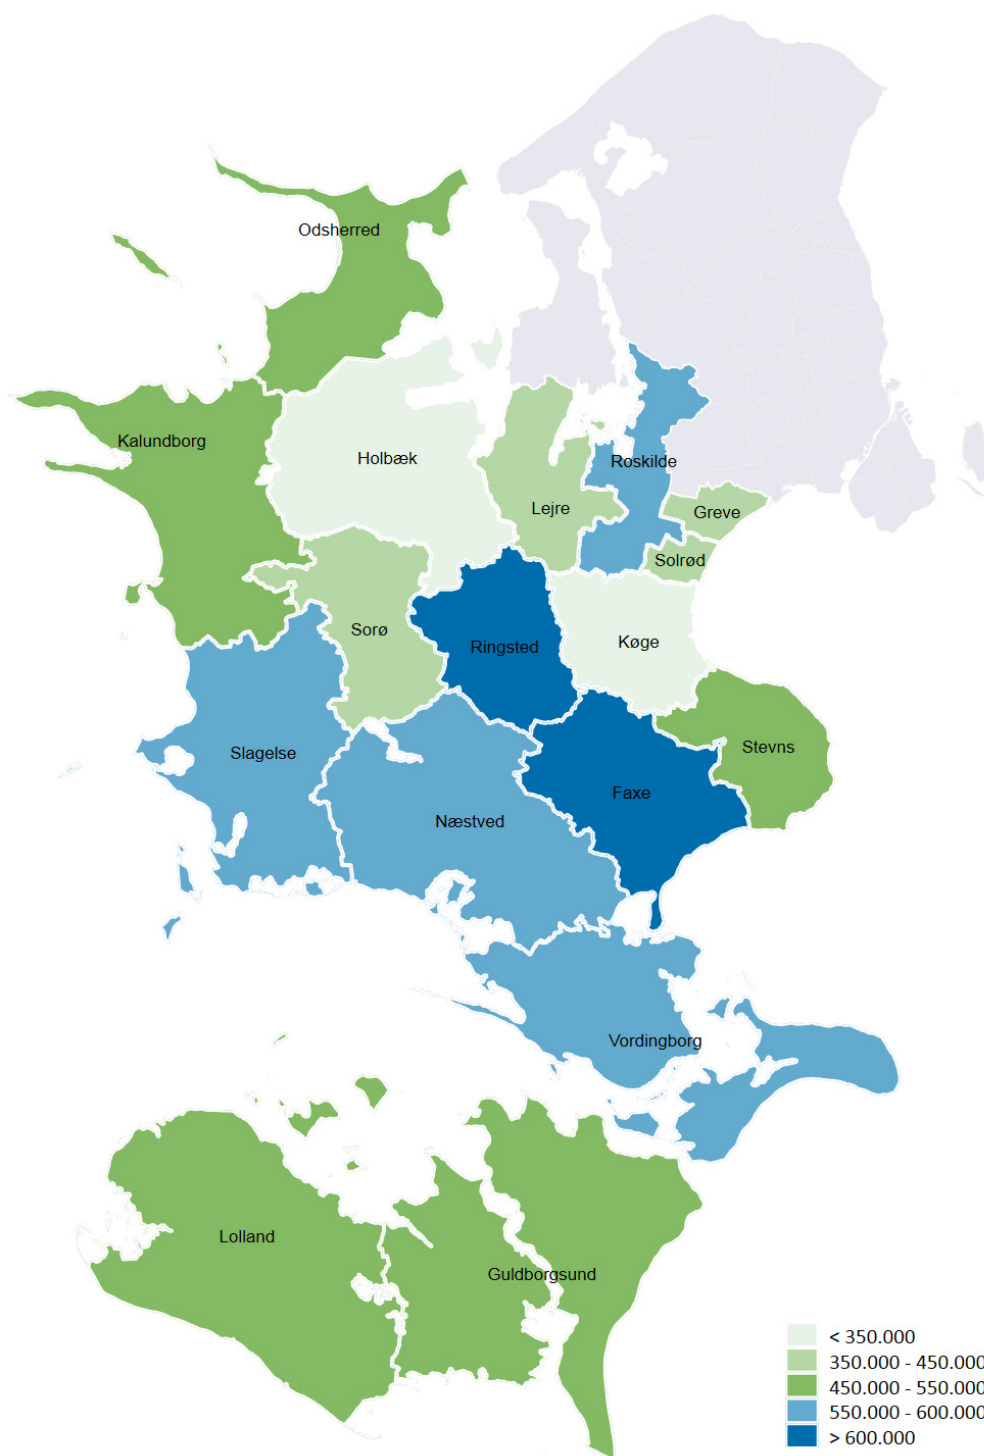 Odsherred
Kalundborg
Holbæk
Roskilde
Lejre
Greve
Solrød
Sorø
Ringsted
Køge
Slagelse
Stevns
Faxe
Næstved
Vordingborg
Lolland
Guldborgsund
< 350.000
350.000 - 450.000
450.000 - 550.000
550.000 - 600.000
> 600.000